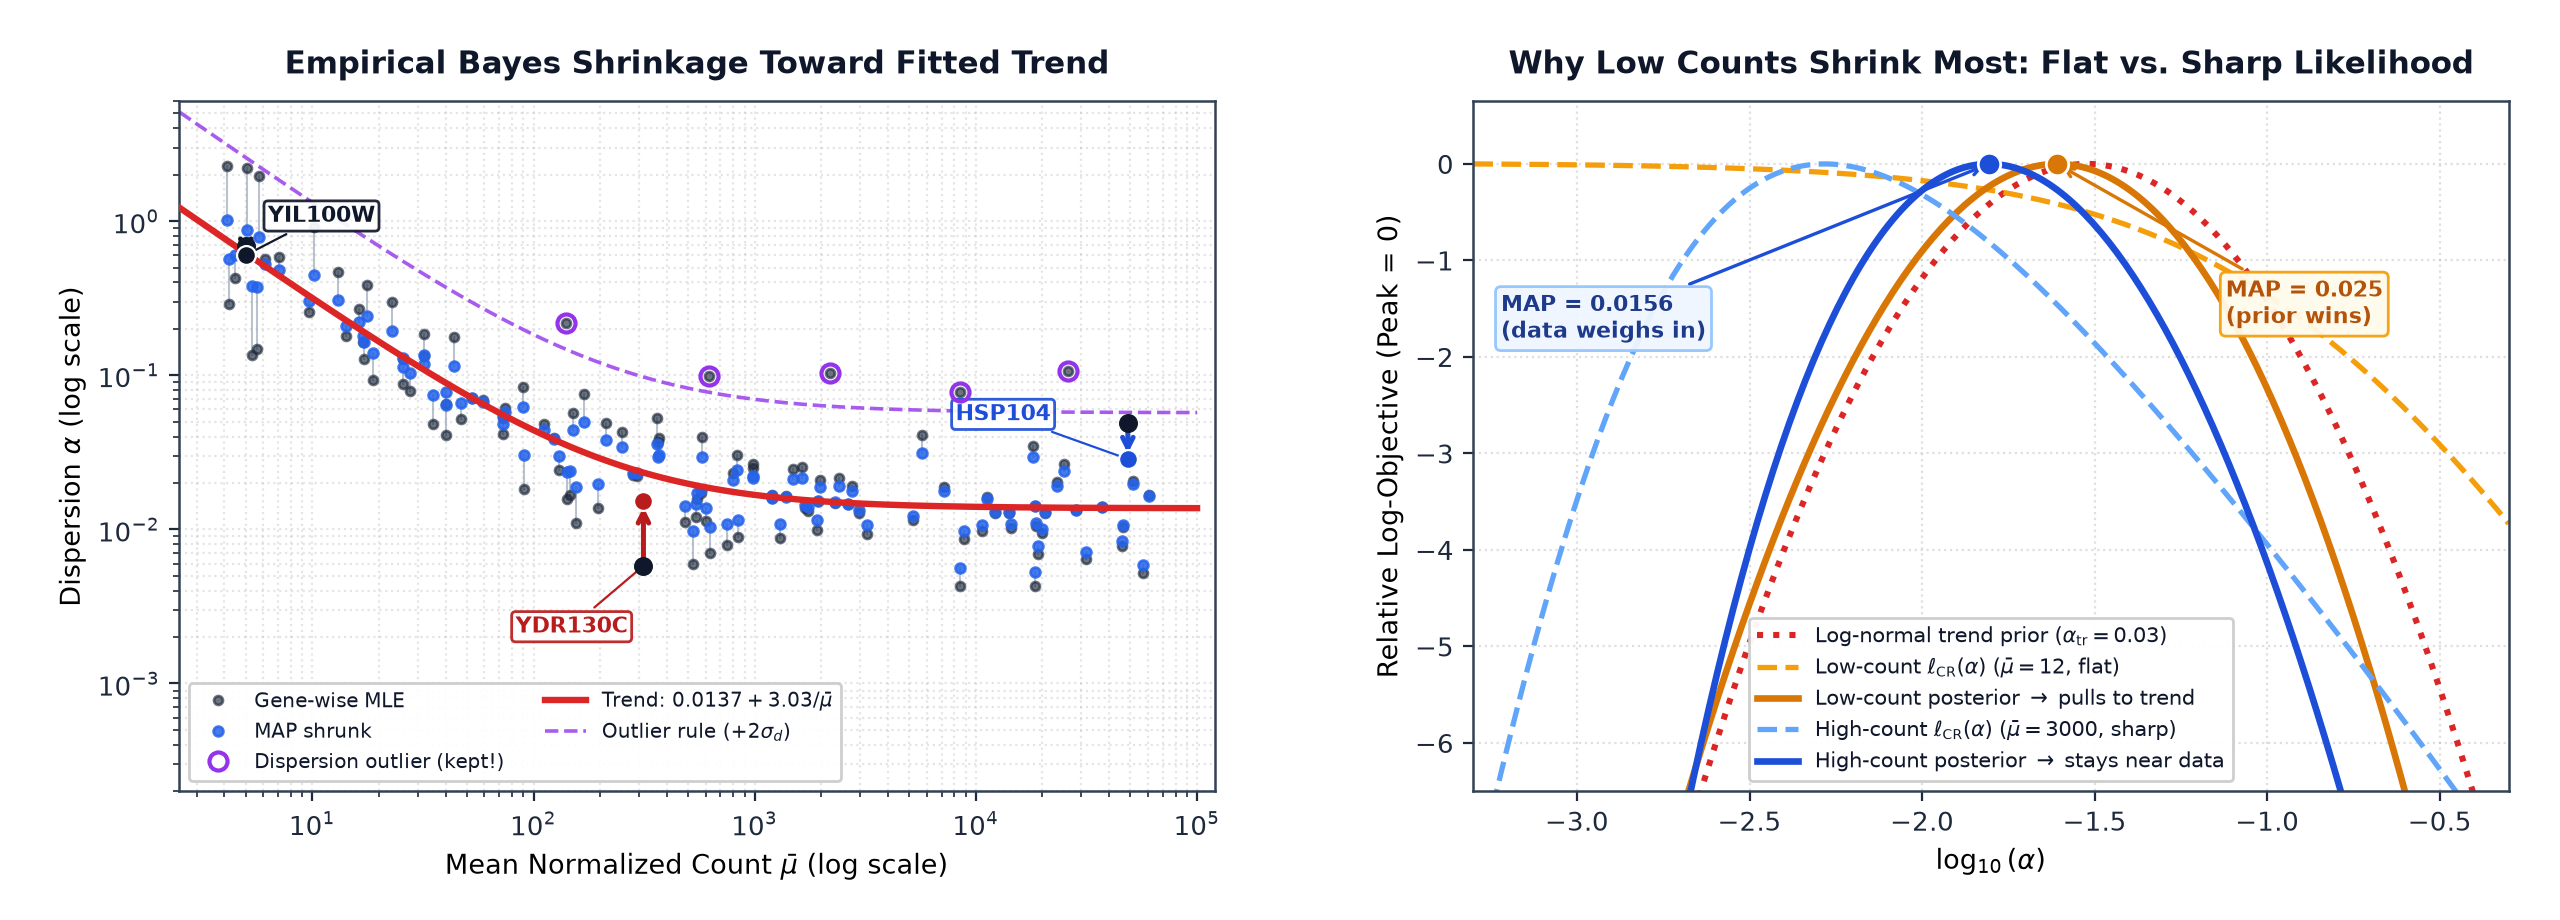 Empirical Bayes Shrinkage Toward Fitted Trend
Dispersion α (log scale)
10⁰
10⁻¹
10⁻²
10⁻³
YIL100W
HSP104
YDR130C
Gene-wise MLE
MAP shrunk
Dispersion outlier (kept!)
Trend: 0.0137 + 3.03/μ̄
Outlier rule (+2σ_d)
10¹
10²
10³
10⁴
10⁵
Mean Normalized Count μ̄ (log scale)
Why Low Counts Shrink Most: Flat vs. Sharp Likelihood
Relative Log-Objective (Peak = 0)
0
−1
−2
−3
−4
−5
−6
MAP = 0.0156
(data weighs in)
MAP = 0.025
(prior wins)
Log-normal trend prior (α_tr = 0.03)
Low-count ℓ_CR(α) (μ̄ = 12, flat)
Low-count posterior → pulls to trend
High-count ℓ_CR(α) (μ̄ = 3000, sharp)
High-count posterior → stays near data
−3.0
−2.5
−2.0
−1.5
−1.0
−0.5
log₁₀(α)